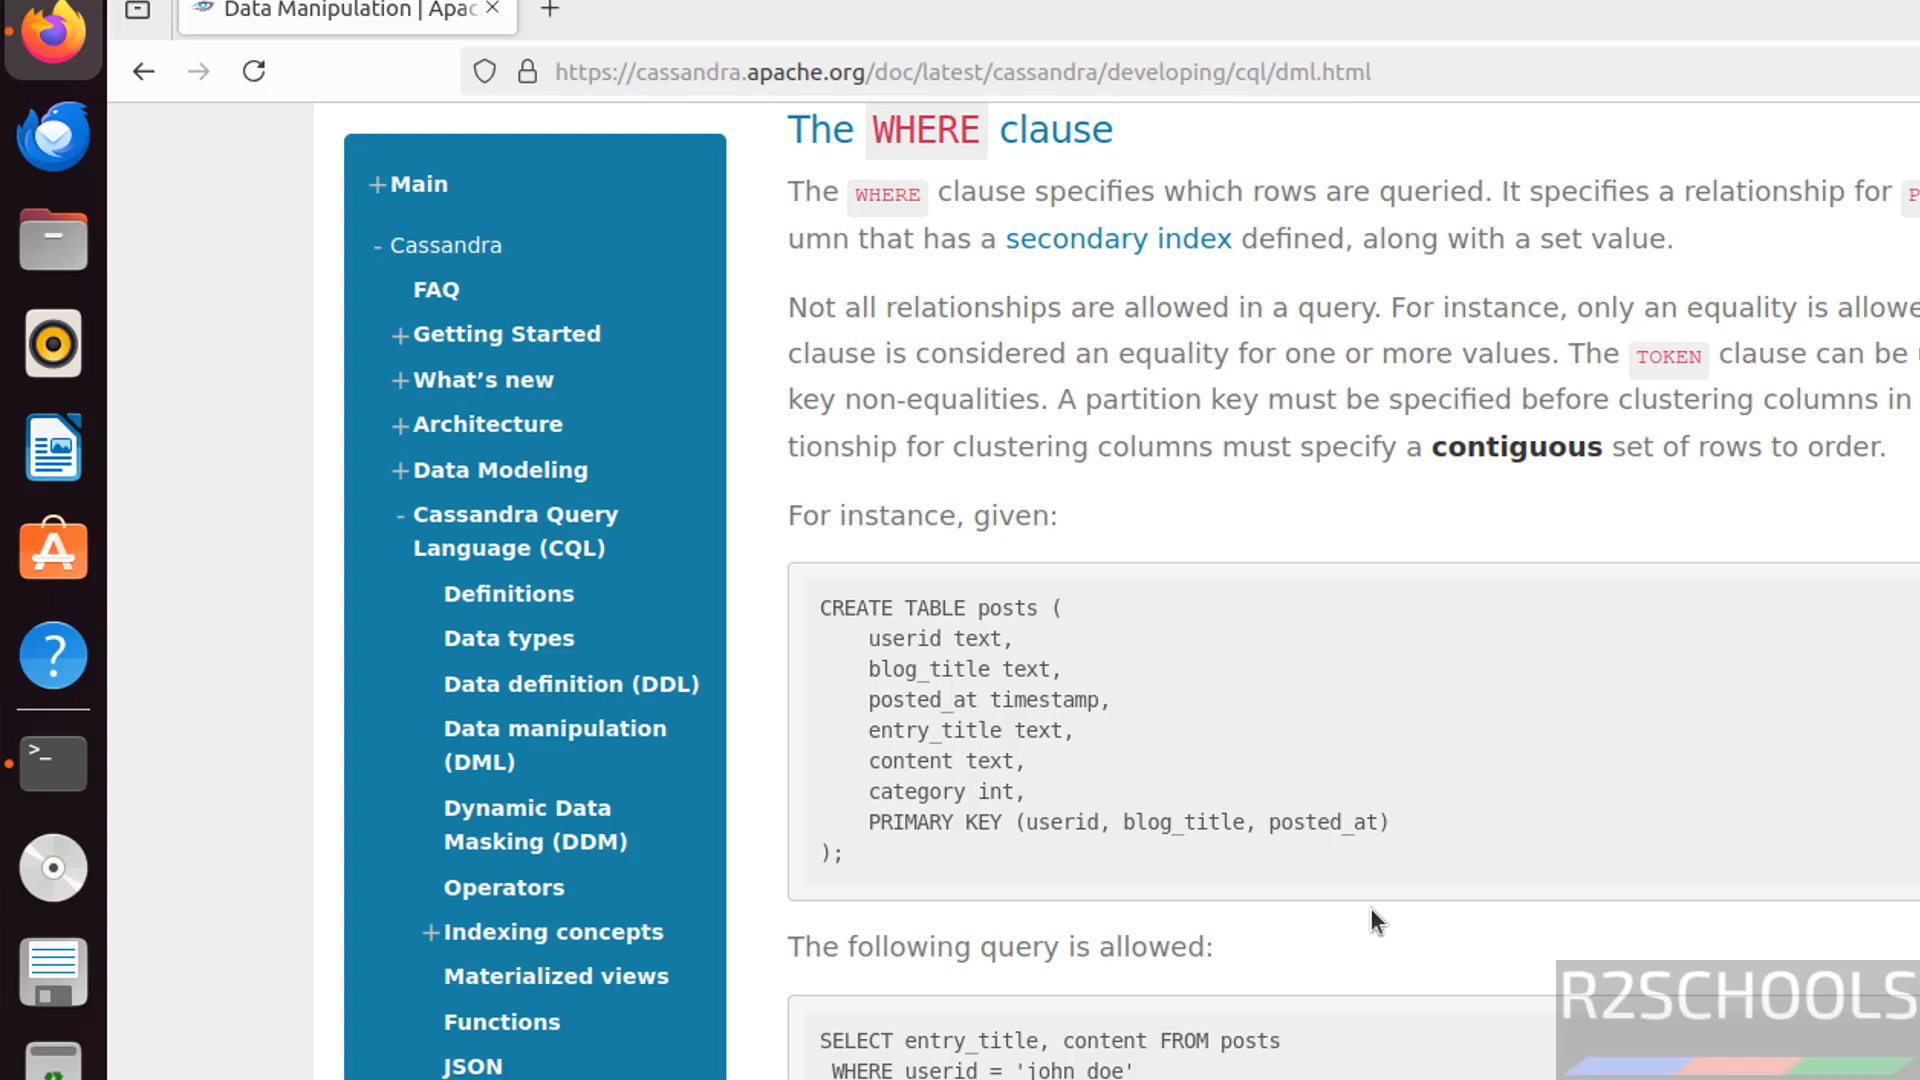 Data Manipulation | Apac
https://cassandra.apache.org/doc/latest/cassandra/developing/cql/dml.html
+Main
- Cassandra
FAQ
+Getting Started
+What's new
+Architecture
+Data Modeling
- Cassandra Query
Language (CQL)
Definitions
Data types
Data definition (DDL)
Data manipulation
(DML)
Dynamic Data
Masking (DDM)
Operators
+Indexing concepts
Materialized views
Functions
JSON
The WHERE clause
The WHERE clause specifies which rows are queried. It specifies a relationship for P
umn that has a secondary index defined, along with a set value.
Not all relationships are allowed in a query. For instance, only an equality is allowe
clause is considered an equality for one or more values. The TOKEN clause can be
key non-equalities. A partition key must be specified before clustering columns in
tionship for clustering columns must specify a contiguous set of rows to order.
For instance, given:
CREATE TABLE posts (
userid text,
blog_title text,
posted_at timestamp,
entry_title text,
content text,
category int,
PRIMARY KEY (userid, blog_title, posted_at)
);
The following query is allowed:
SELECT entry_title, content FROM posts
WHERE userid = 'john doe'
R2SCHOOLS